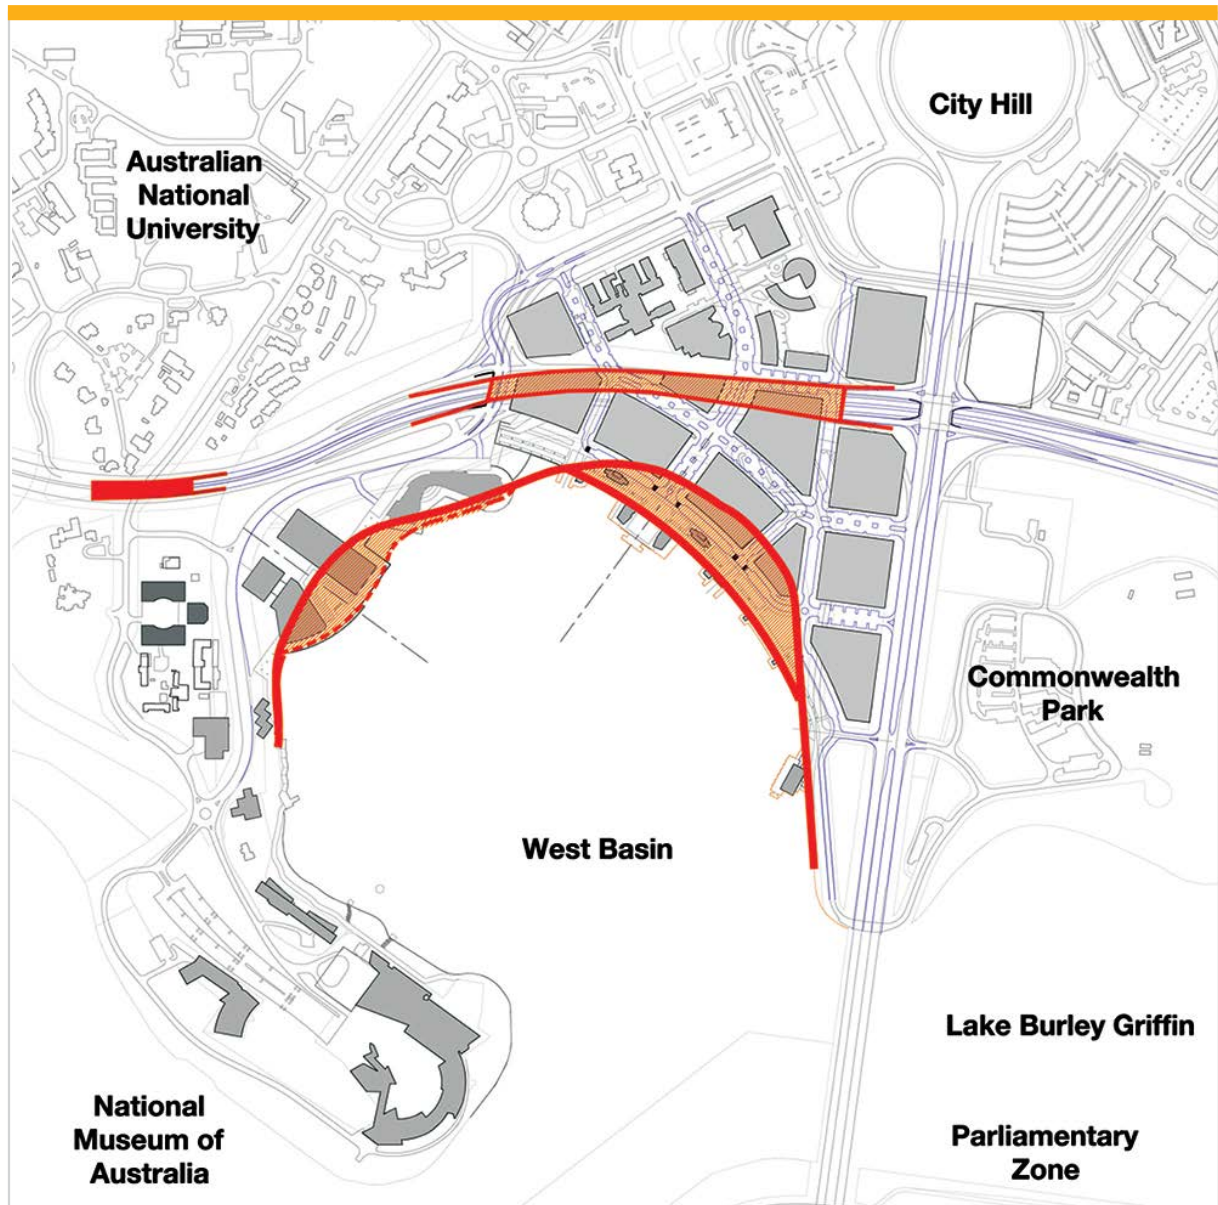 City Hill
Australian
National
University
Commonwealth
Park
West Basin
Lake Burley Griffin
National
Museum of
Australia
Parliamentary
Zone